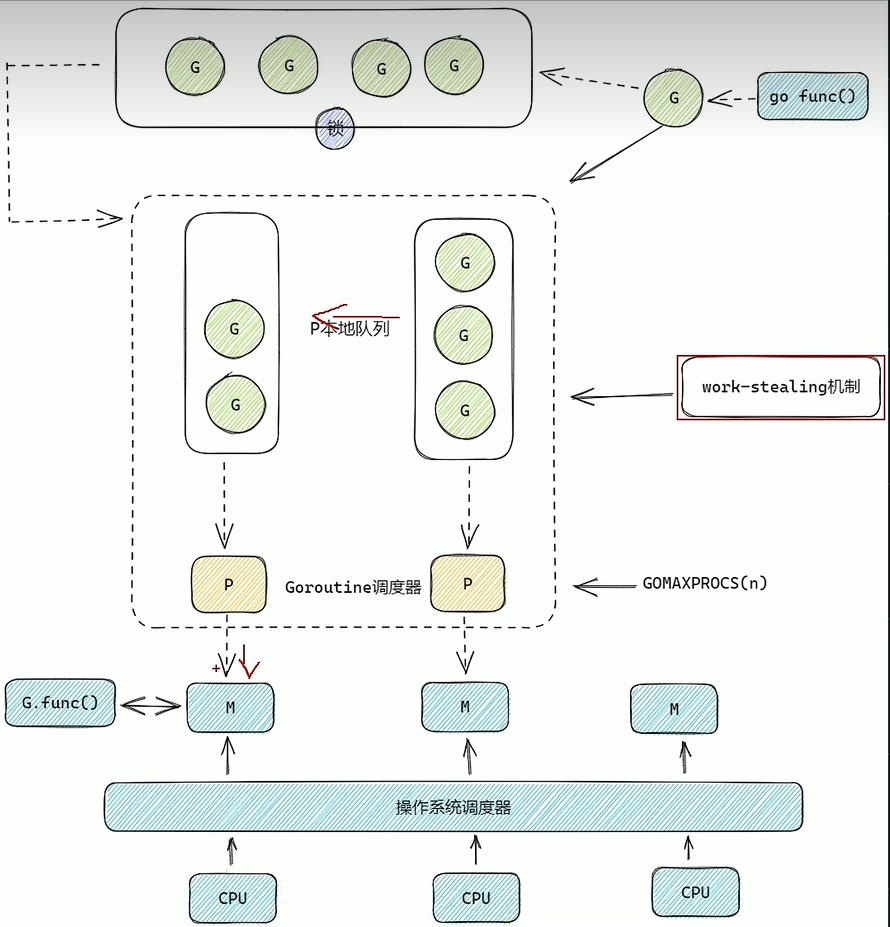 G
G
G
G
G
go func()
锁
G
G
P本地队列
G
G
G
work-stealing机制
P
Goroutine调度器
P
GOMAXPROCS(n)
G.func()
M
M
M
操作系统调度器
CPU
CPU
CPU